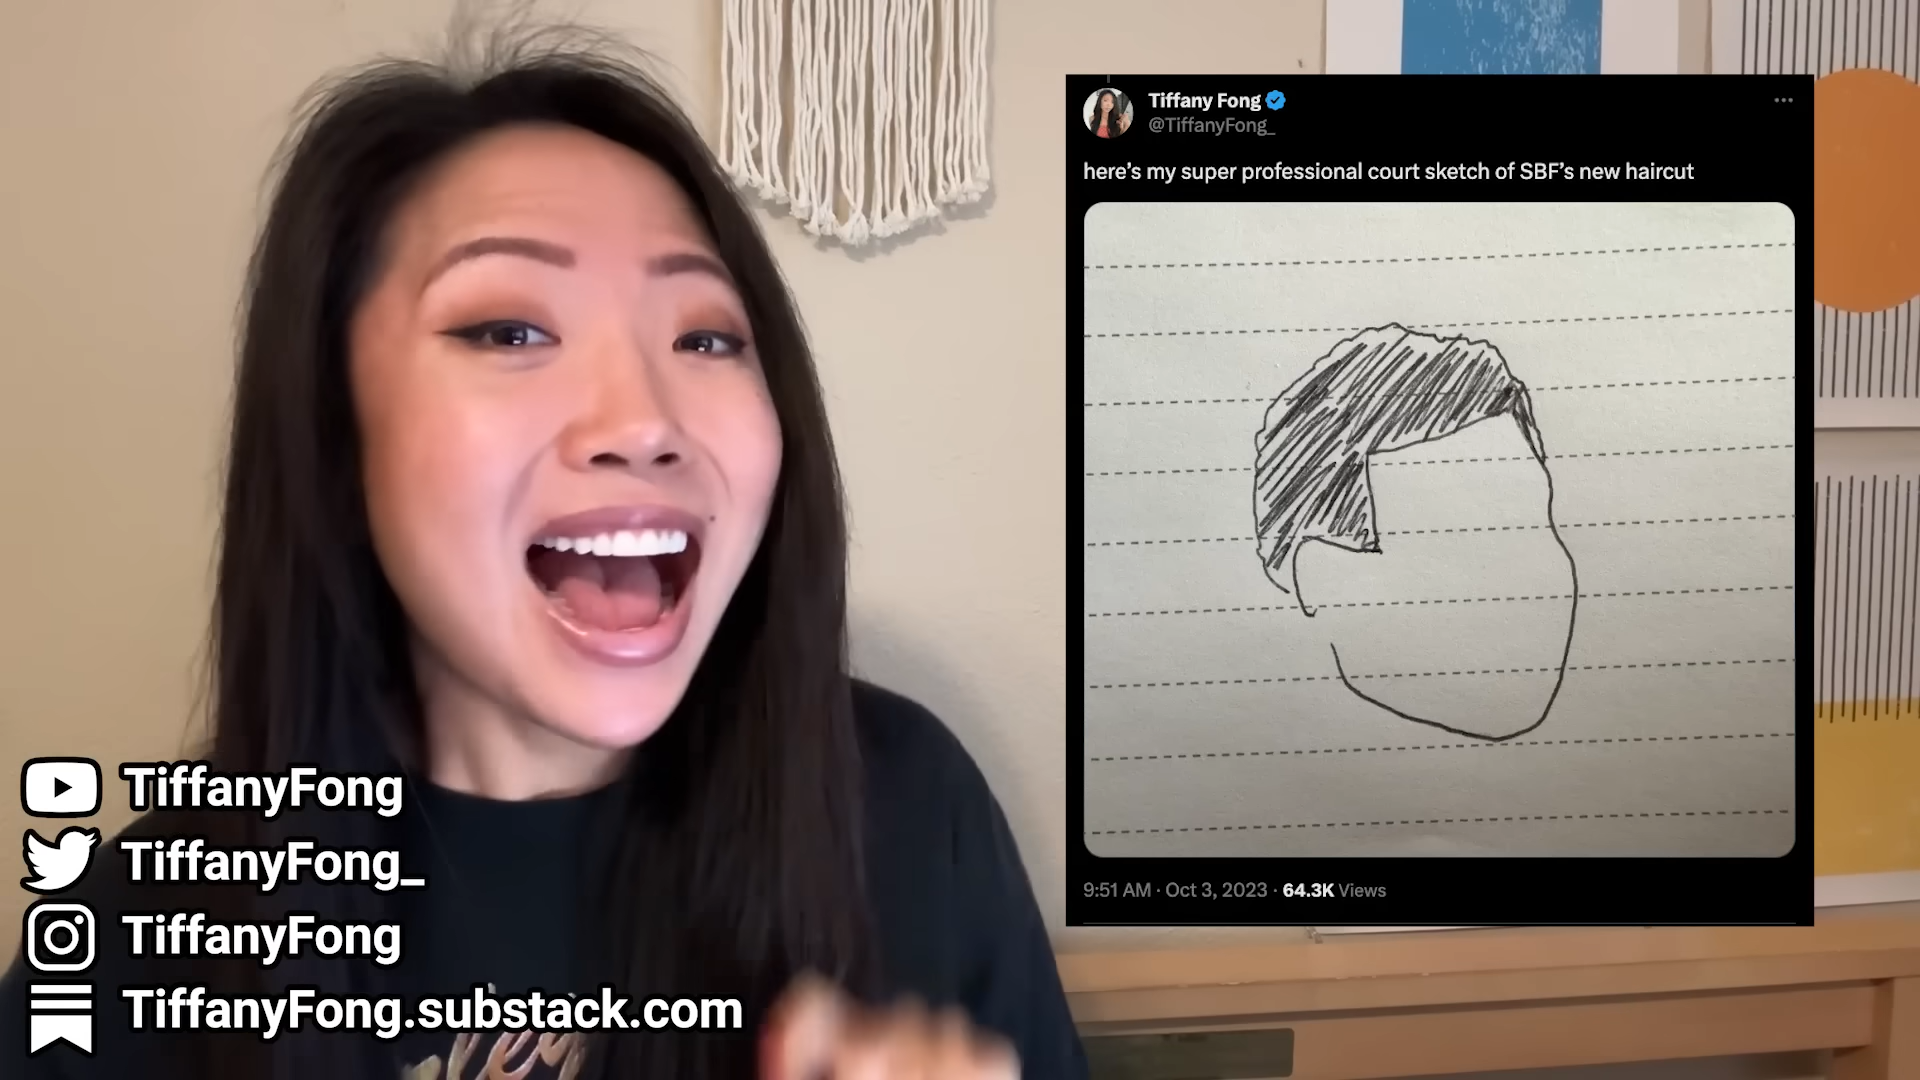 Tiffany Fong
@TiffanyFong_
here's my super professional court sketch of SBF's new haircut
9:51 AM · Oct 3, 2023 · 64.3K Views
TiffanyFong
TiffanyFong_
TiffanyFong
TiffanyFong.substack.com